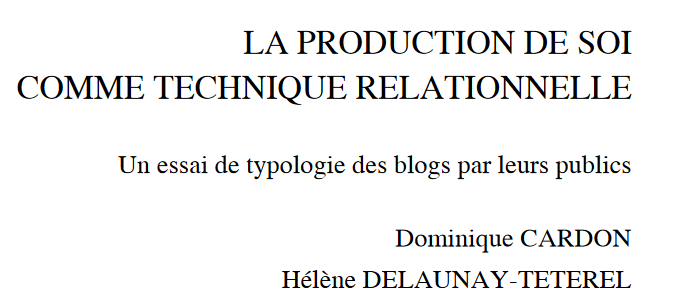 LA PRODUCTION DE SOI
COMME TECHNIQUE RELATIONNELLE
Un essai de typologie des blogs par leurs publics
Dominique CARDON
Hélène DELAUNAY-TETEREL